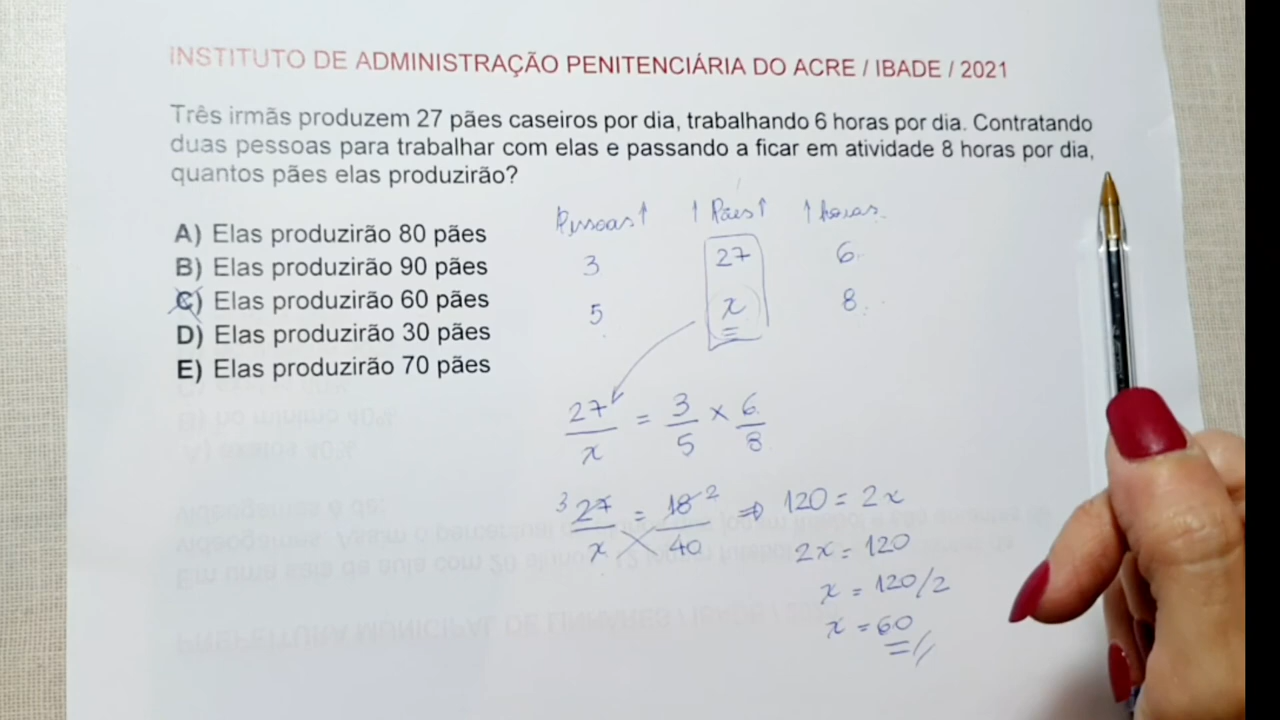 INSTITUTO DE ADMINISTRAÇÃO PENITENCIÁRIA DO ACRE / IBADE / 2021
Três irmãs produzem 27 pães caseiros por dia, trabalhando 6 horas por dia. Contratando
duas pessoas para trabalhar com elas e passando a ficar em atividade 8 horas por dia,
quantos pães elas produzirão?
A) Elas produzirão 80 pães
B) Elas produzirão 90 pães
C) Elas produzirão 60 pães
D) Elas produzirão 30 pães
E) Elas produzirão 70 pães
Pessoas↑ ↑ Pães↑ ↑ horas
3 27 6
5 x 8
27/x = 3/5 × 6/8
3 27/x = 18 2/40 ⇒ 120 = 2x
2x = 120
x = 120/2
x = 60